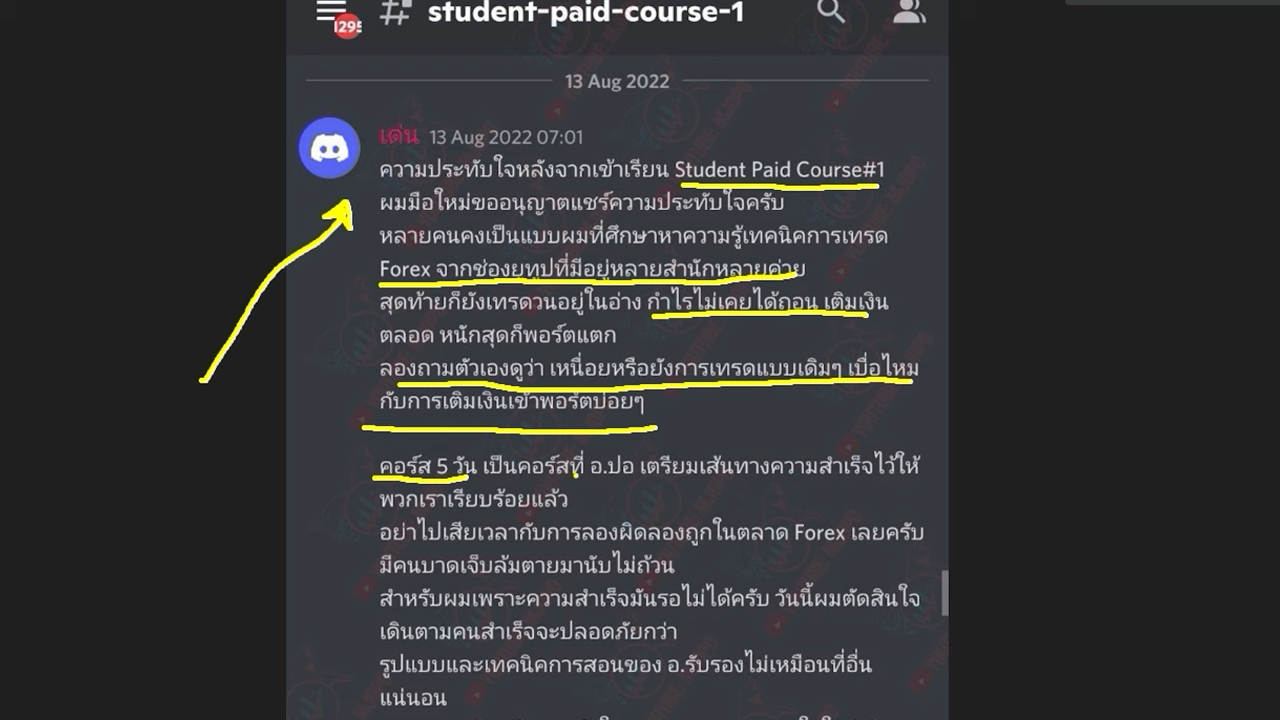 1295
student-paid-course-1
13 Aug 2022
เด่น 13 Aug 2022 07:01
ความประทับใจหลังจากเข้าเรียน Student Paid Course#1
ผมมือใหม่ขออนุญาตแชร์ความประทับใจครับ
หลายคนคงเป็นแบบผมที่ศึกษาหาความรู้เทคนิคการเทรด
Forex จากช่องยูทูปที่มีอยู่หลายสำนักหลายค่าย
สุดท้ายก็ยังเทรดวนอยู่ในอ่าง กำไรไม่เคยได้ถอน เติมเงิน
ตลอด หนักสุดก็พอร์ตแตก
ลองถามตัวเองดูว่า เหนื่อยหรือยังการเทรดแบบเดิมๆ เบื่อไหม
กับการเติมเงินเข้าพอร์ตบ่อยๆ
คอร์ส 5 วัน เป็นคอร์สที่ อ.ปอ เตรียมเส้นทางความสำเร็จไว้ให้
พวกเราเรียบร้อยแล้ว
อย่าไปเสียเวลากับการลองผิดลองถูกในตลาด Forex เลยครับ
มีคนบาดเจ็บล้มตายมานับไม่ถ้วน
สำหรับผมเพราะความสำเร็จมันรอไม่ได้ครับ วันนี้ผมตัดสินใจ
เดินตามคนสำเร็จจะปลอดภัยกว่า
รูปแบบและเทคนิคการสอนของ อ.รับรองไม่เหมือนที่อื่น
แน่นอน